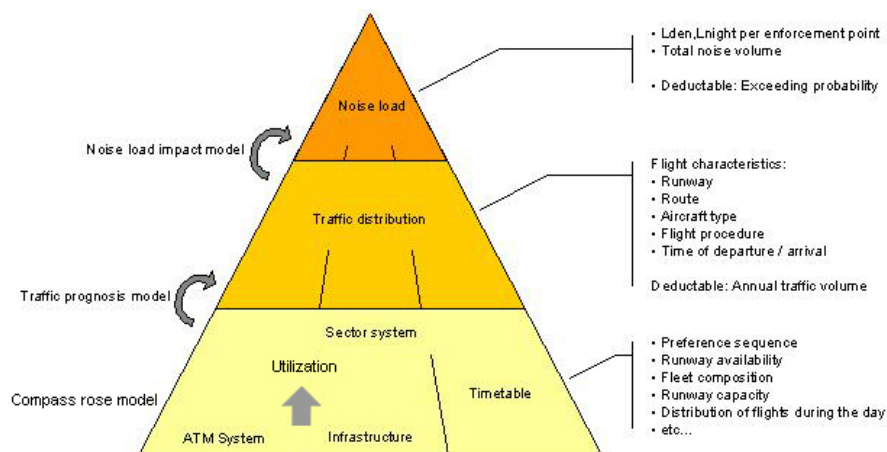 • Lden,Lnight per enforcement point
• Total noise volume
• Deductable: Exceeding probability
Noise load
Noise load impact model
Flight characteristics:
• Runway
• Route
• Aircraft type
• Flight procedure
• Time of departure / arrival
Deductable: Annual traffic volume
Traffic distribution
Traffic prognosis model
Sector system
Utilization
Compass rose model
Timetable
ATM System
Infrastructure
• Preference sequence
• Runway availability
• Fleet composition
• Runway capacity
• Distribution of flights during the day
• etc...